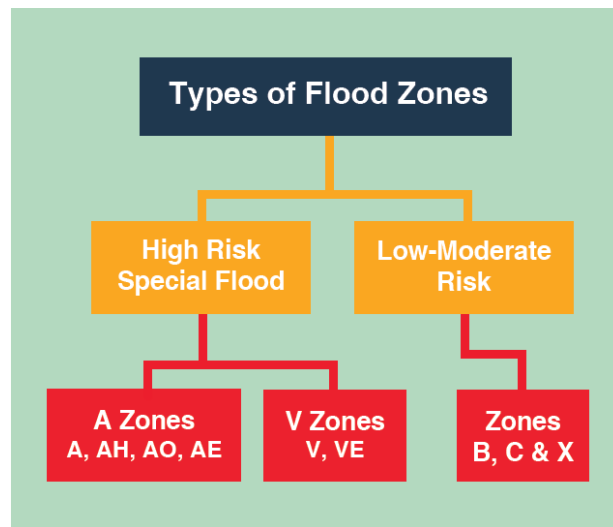 Types of Flood Zones
High Risk
Special Flood
Low-Moderate
Risk
A Zones
A, AH, AO, AE
V Zones
V, VE
Zones
B, C & X